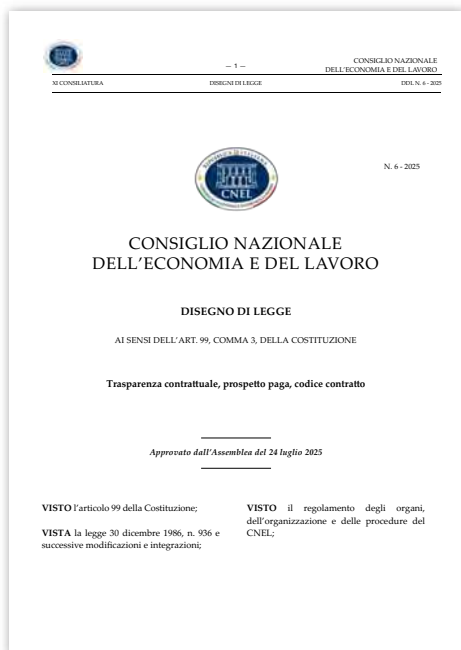 — 1 —
CONSIGLIO NAZIONALE
DELL'ECONOMIA E DEL LAVORO
XI CONSILIATURA
DISEGNI DI LEGGE
DDL N. 6 - 2025
N. 6 - 2025
CNEL
CONSIGLIO NAZIONALE
DELL'ECONOMIA E DEL LAVORO
DISEGNO DI LEGGE
AI SENSI DELL'ART. 99, COMMA 3, DELLA COSTITUZIONE
Trasparenza contrattuale, prospetto paga, codice contratto
Approvato dall'Assemblea del 24 luglio 2025
VISTO l'articolo 99 della Costituzione;
VISTA la legge 30 dicembre 1986, n. 936 e
successive modificazioni e integrazioni;
VISTO il regolamento degli organi,
dell'organizzazione e delle procedure del
CNEL;